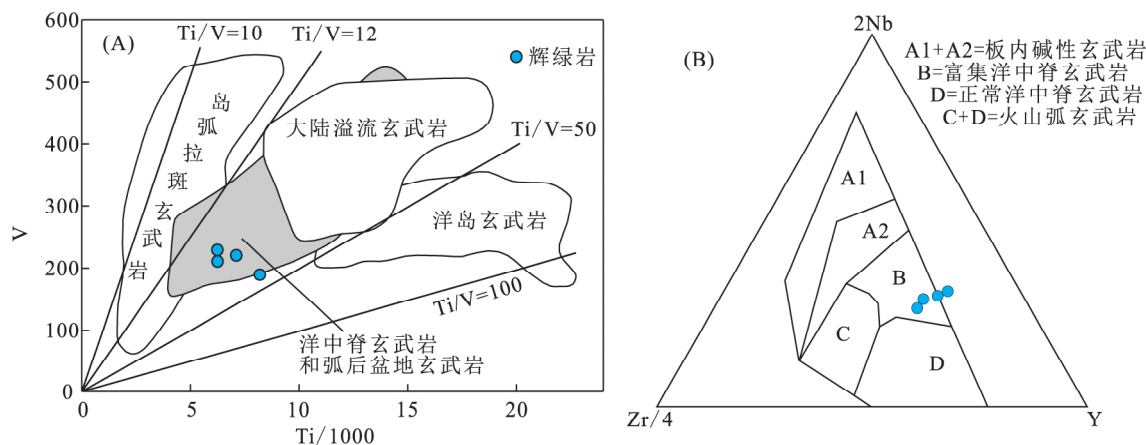 (A)
Ti/V=10
Ti/V=12
辉绿岩
岛弧拉斑玄武岩
大陆溢流玄武岩
Ti/V=50
洋岛玄武岩
Ti/V=100
洋中脊玄武岩
和弧后盆地玄武岩
V
600
500
400
300
200
100
0
0
5
10
15
20
Ti/1000
(B)
2Nb
A1+A2=板内碱性玄武岩
B=富集洋中脊玄武岩
D=正常洋中脊玄武岩
C+D=火山弧玄武岩
A1
A2
B
C
D
Zr/4
Y